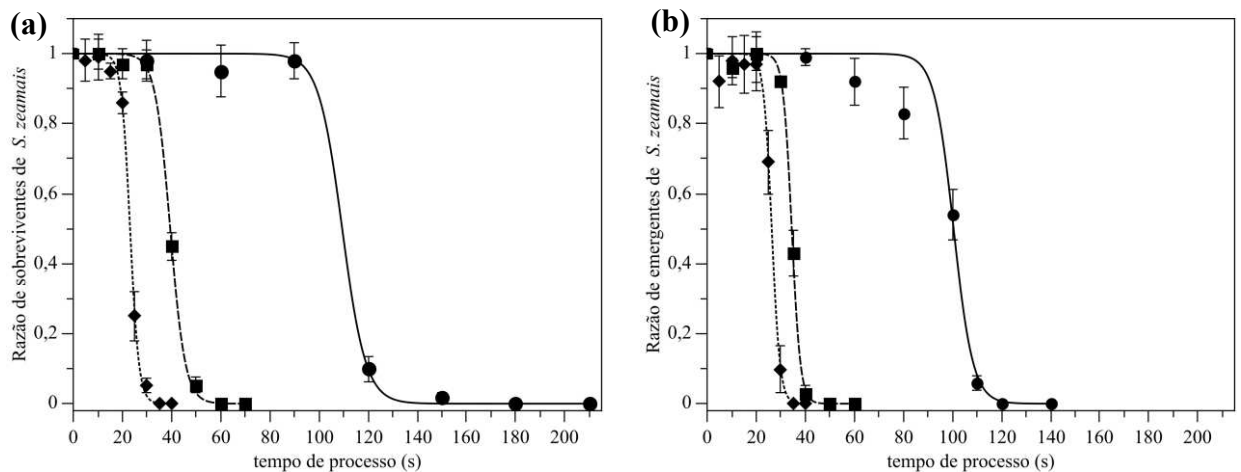 (a)
Razão de sobreviventes de S. zeamais
1
0,8
0,6
0,4
0,2
0
0 20 40 60 80 100 120 140 160 180 200
tempo de processo (s)
(b)
Razão de emergentes de S. zeamais
1
0,8
0,6
0,4
0,2
0
0 20 40 60 80 100 120 140 160 180 200
tempo de processo (s)